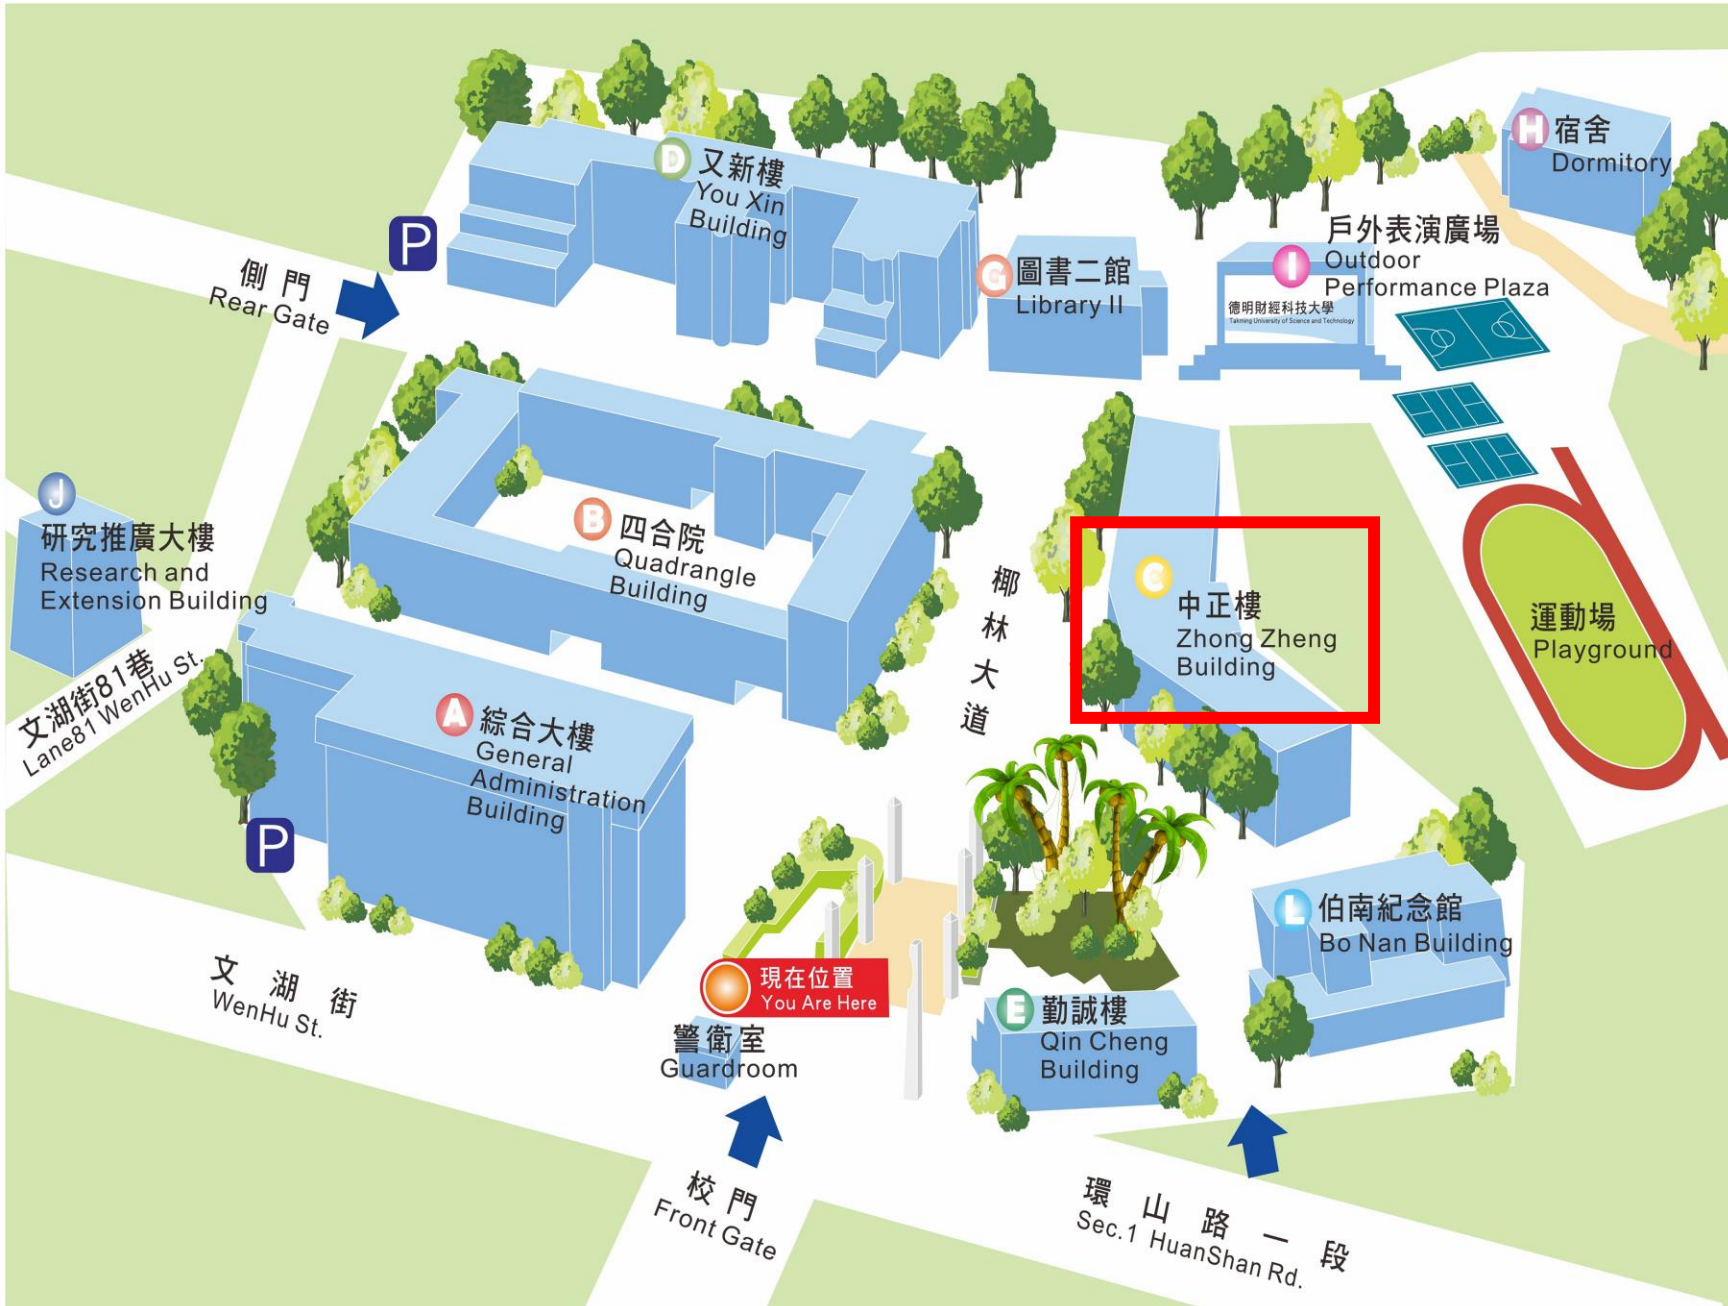 D
又新樓
You Xin
Building
H
宿舍
Dormitory
P
側門
Rear Gate
G
圖書二館
Library II
I
戶外表演廣場
Outdoor
Performance Plaza
德明財經科技大學
Takming University of Science and Technology
J
研究推廣大樓
Research and
Extension Building
B
四合院
Quadrangle
Building
椰林大道
C
中正樓
Zhong Zheng
Building
運動場
Playground
文湖街81巷
Lane81 WenHu St.
A
綜合大樓
General
Administration
Building
P
L
伯南紀念館
Bo Nan Building
文湖街
WenHu St.
現在位置
You Are Here
警衛室
Guardroom
E
勤誠樓
Qin Cheng
Building
校門
Front Gate
環山路一段
Sec.1 HuanShan Rd.